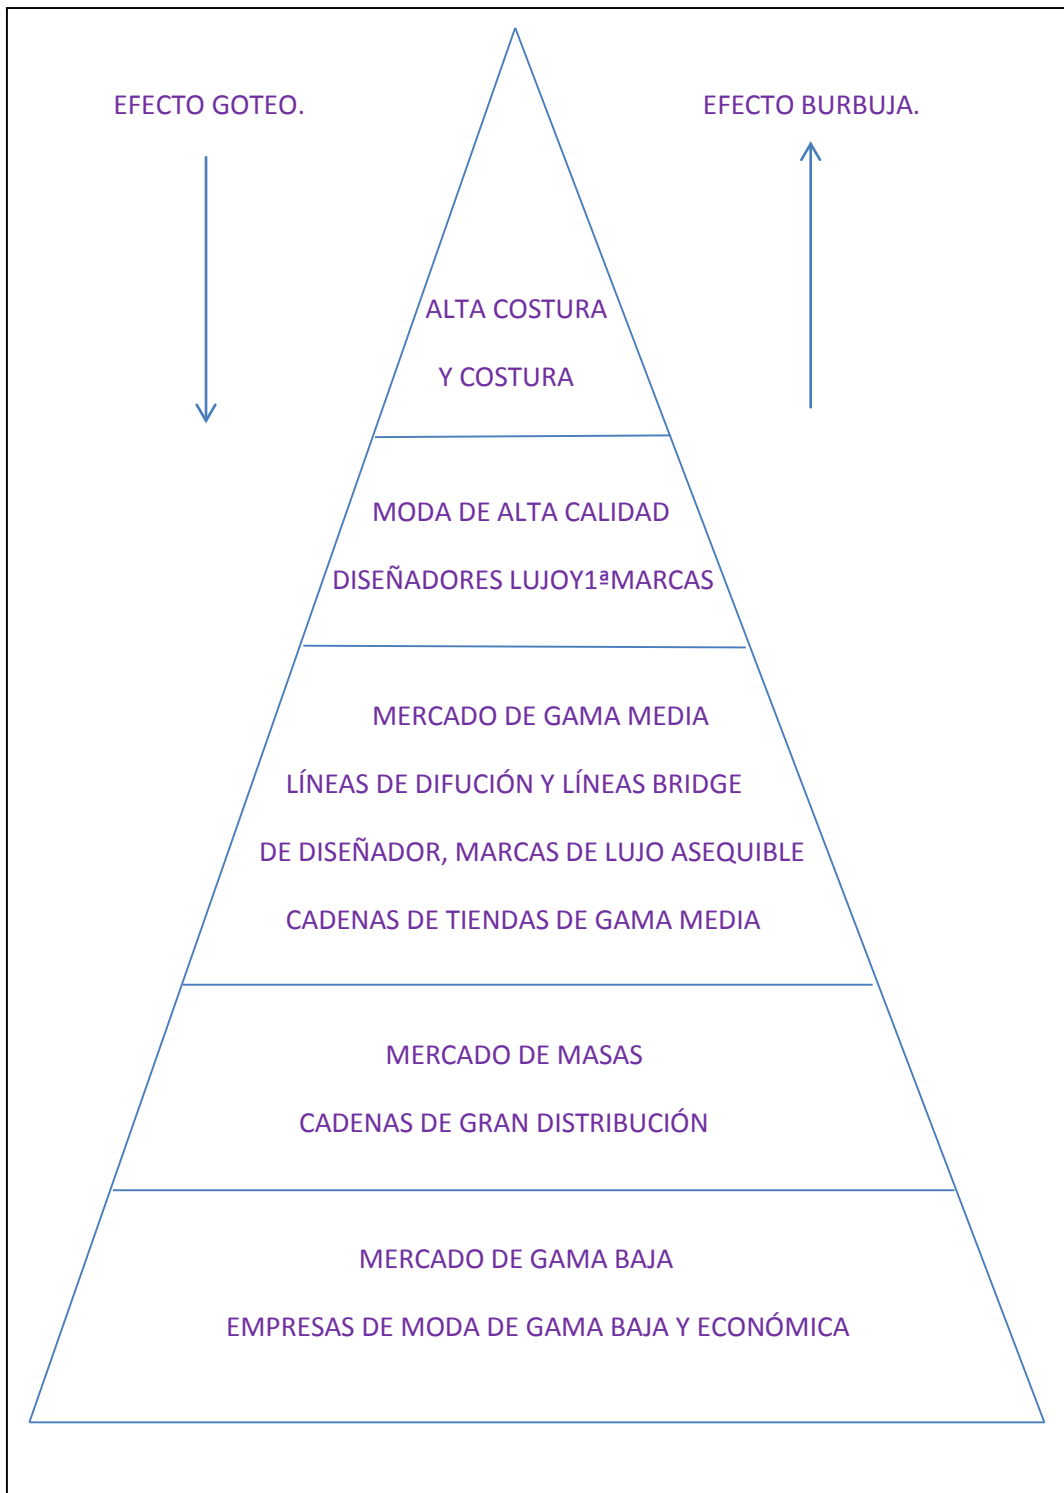 EFECTO GOTEO.
EFECTO BURBUJA.
ALTA COSTURA
Y COSTURA
MODA DE ALTA CALIDAD
DISEÑADORES LUJOY1ªMARCAS
MERCADO DE GAMA MEDIA
LÍNEAS DE DIFUCIÓN Y LÍNEAS BRIDGE
DE DISEÑADOR, MARCAS DE LUJO ASEQUIBLE
CADENAS DE TIENDAS DE GAMA MEDIA
MERCADO DE MASAS
CADENAS DE GRAN DISTRIBUCIÓN
MERCADO DE GAMA BAJA
EMPRESAS DE MODA DE GAMA BAJA Y ECONÓMICA